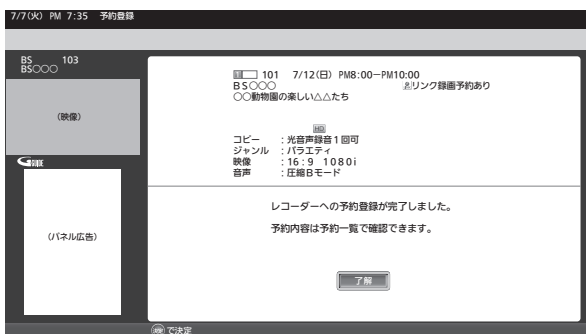 7/7(火) PM 7:35 予約登録
BS 103
BS○○○
(映像)
GUIDE
(パネル広告)
101 7/12(日) PM8:00-PM10:00
BS○○○ リンク録画予約あり
○○動物園の楽しい△△たち
HD
コピー :光音声録音1回可
ジャンル :バラエティ
映像 :16:9 1080i
音声 :圧縮Bモード
レコーダーへの予約登録が完了しました。
予約内容は予約一覧で確認できます。
了解
で決定